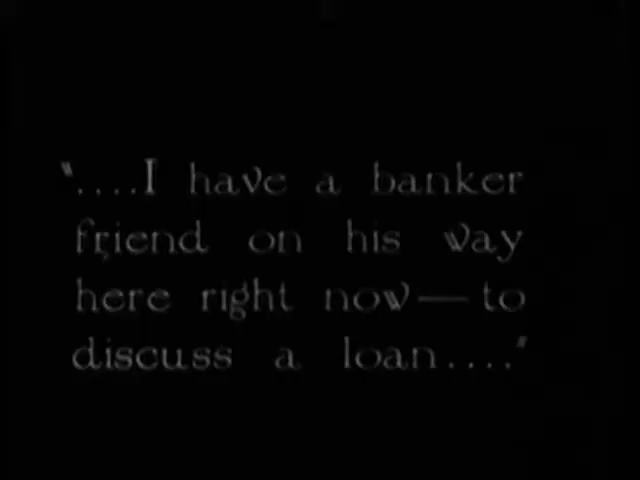 "....I have a banker
friend on his way
here right now—to
discuss a loan...."